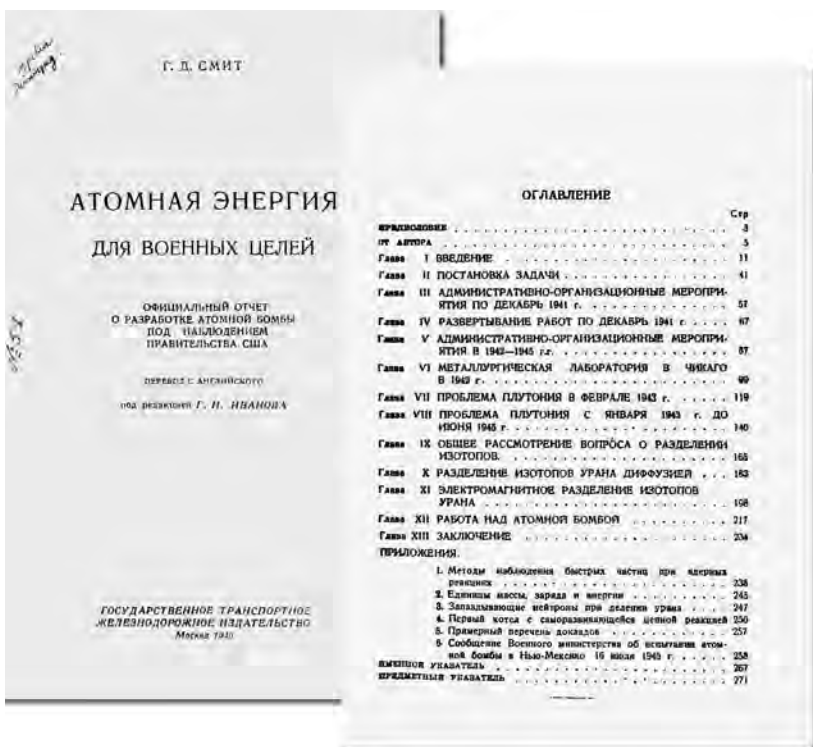 Г. Д. СМИТ
АТОМНАЯ ЭНЕРГИЯ
ДЛЯ ВОЕННЫХ ЦЕЛЕЙ
ОФИЦИАЛЬНЫЙ ОТЧЕТ
О РАЗРАБОТКЕ АТОМНОЙ БОМБЫ
ПОД НАБЛЮДЕНИЕМ
ПРАВИТЕЛЬСТВА США
ПЕРЕВОД С АНГЛИЙСКОГО
под редакцией Г. Н. ИВАНОВА
ГОСУДАРСТВЕННОЕ ТРАНСПОРТНОЕ
ЖЕЛЕЗНОДОРОЖНОЕ ИЗДАТЕЛЬСТВО
Москва
ОГЛАВЛЕНИЕ
Стр
ПРЕДИСЛОВИЕ . . . 3
ОТ АВТОРА . . . 5
Глава I ВВЕДЕНИЕ . . . 11
Глава II ПОСТАНОВКА ЗАДАЧИ . . . 41
Глава III АДМИНИСТРАТИВНО-ОРГАНИЗАЦИОННЫЕ МЕРОПРИ-
ЯТИЯ ПО ДЕКАБРЬ 1941 г. . . . 57
Глава IV РАЗВЕРТЫВАНИЕ РАБОТ ПО ДЕКАБРЬ 1941 г. . . . 67
Глава V АДМИНИСТРАТИВНО-ОРГАНИЗАЦИОННЫЕ МЕРОПРИ-
ЯТИЯ В 1942—1945 г.г. . . . 87
Глава VI МЕТАЛЛУРГИЧЕСКАЯ ЛАБОРАТОРИЯ В ЧИКАГО
В 1942 г. . . . 99
Глава VII ПРОБЛЕМА ПЛУТОНИЯ В ФЕВРАЛЕ 1943 г. . . . 119
Глава VIII ПРОБЛЕМА ПЛУТОНИЯ С ЯНВАРЯ 1943 г. ДО
ИЮНЯ 1945 г. . . . 140
Глава IX ОБЩЕЕ РАССМОТРЕНИЕ ВОПРОСА О РАЗДЕЛЕНИИ
ИЗОТОПОВ. . . . 165
Глава X РАЗДЕЛЕНИЕ ИЗОТОПОВ УРАНА ДИФФУЗИЕЙ . . . 183
Глава XI ЭЛЕКТРОМАГНИТНОЕ РАЗДЕЛЕНИЕ ИЗОТОПОВ
УРАНА . . . 198
Глава XII РАБОТА НАД АТОМНОЙ БОМБОЙ . . . 217
Глава XIII ЗАКЛЮЧЕНИЕ . . . 234
ПРИЛОЖЕНИЯ.
1. Методы наблюдения быстрых частиц при ядерных
реакциях . . . 238
2. Единицы массы, заряда и энергии . . . 245
3. Запаздывающие нейтроны при делении урана . . . 247
4. Первый котел с саморазвивающейся цепной реакцией 250
5. Примерный перечень докладов . . . 257
6 Сообщение Военного министерства об испытании атом-
ной бомбы в Нью-Мексико 16 июля 1945 г. . . . 258
ИМЕННОЙ УКАЗАТЕЛЬ . . . 267
ПРЕДМЕТНЫЙ УКАЗАТЕЛЬ . . . 271